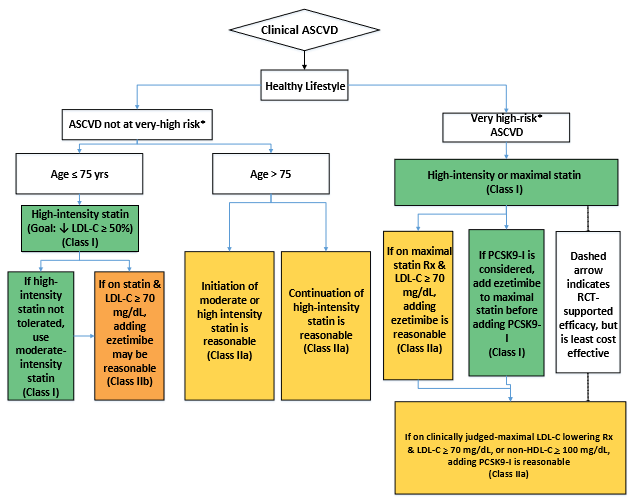 Clinical ASCVD
Healthy Lifestyle
ASCVD not at very-high risk*
Very high-risk*
ASCVD
Age ≤ 75 yrs
Age > 75
High-intensity or maximal statin
(Class I)
High-intensity statin
(Goal: ↓ LDL-C ≥ 50%)
(Class I)
If high-
intensity
statin not
tolerated,
use
moderate-
intensity
statin
(Class I)
If on statin &
LDL-C ≥ 70
mg/dL,
adding
ezetimibe
may be
reasonable
(Class IIb)
Initiation of
moderate or
high intensity
statin is
reasonable
(Class IIa)
Continuation of
high-intensity
statin is
reasonable
(Class IIa)
If on maximal
statin Rx &
LDL-C ≥ 70
mg/dL,
adding
ezetimibe is
reasonable
(Class IIa)
If PCSK9-I is
considered,
add ezetimibe
to maximal
statin before
adding PCSK9-
I
(Class I)
Dashed
arrow
indicates
RCT-
supported
efficacy, but
is least cost
effective
If on clinically judged-maximal LDL-C lowering Rx
& LDL-C ≥ 70 mg/dL, or non-HDL-C ≥ 100 mg/dL,
adding PCSK9-I is reasonable
(Class IIa)